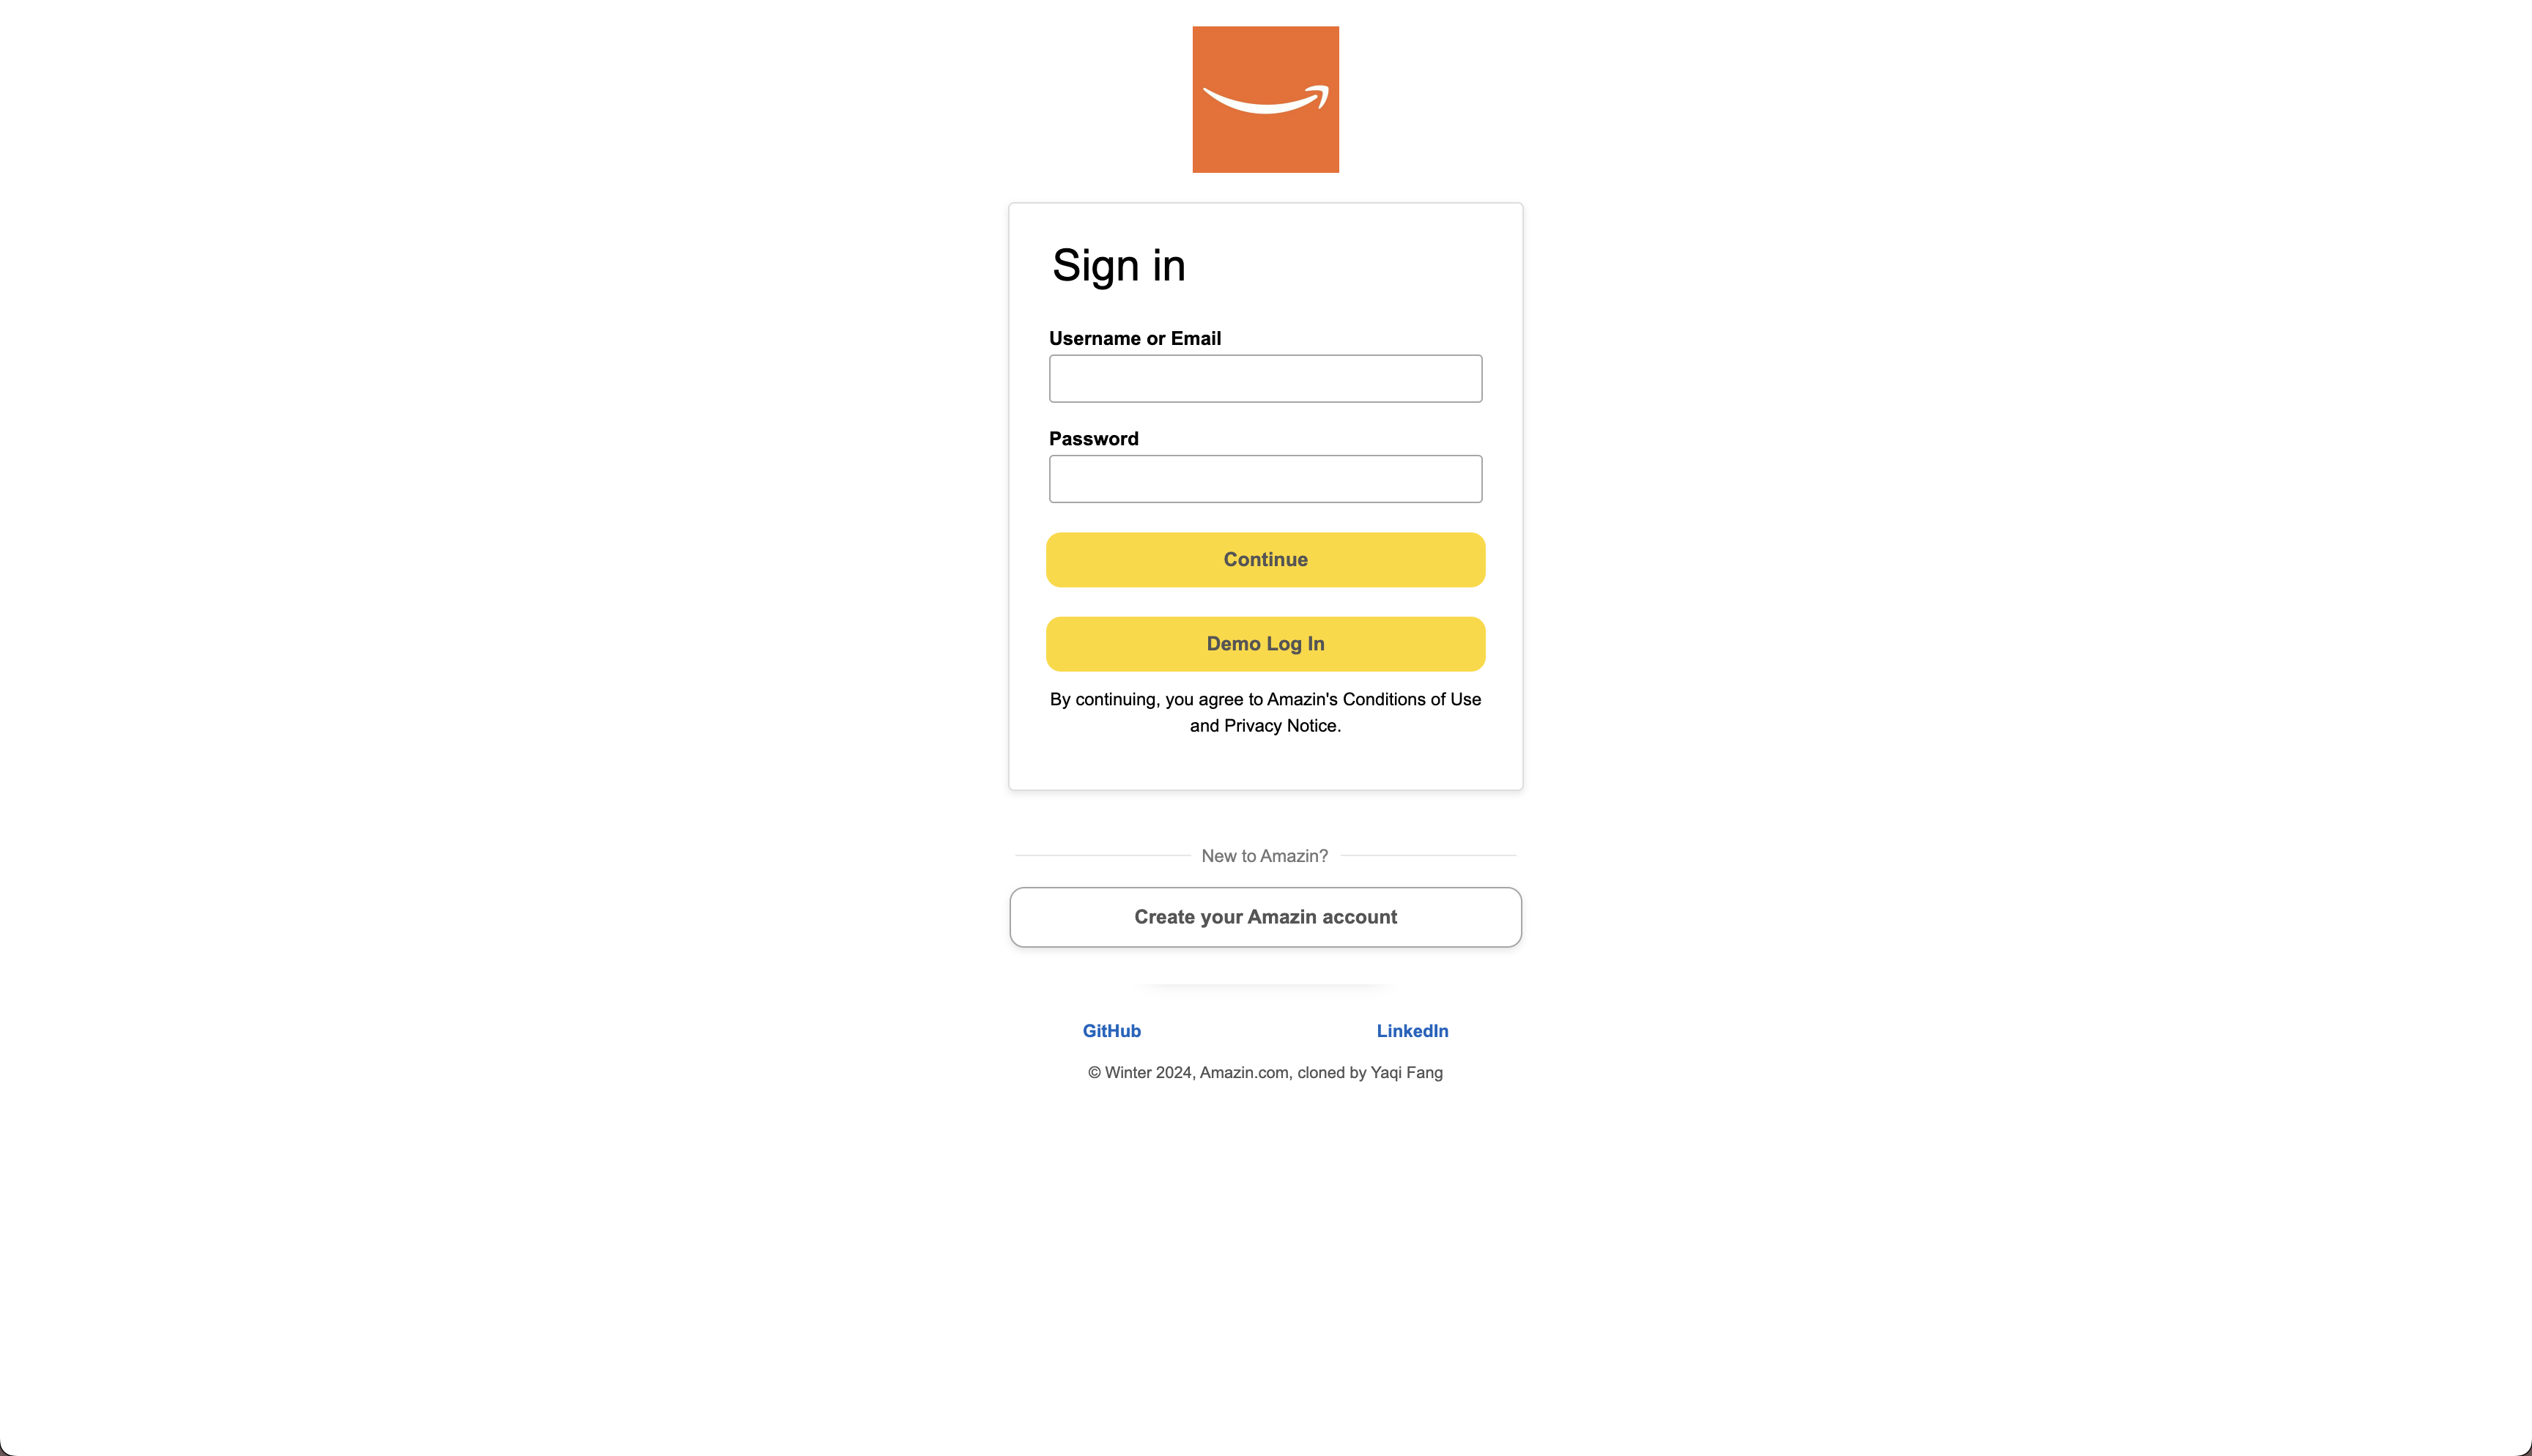 Sign in
Username or Email
Password
Continue
Demo Log In
By continuing, you agree to Amazin's Conditions of Use
and Privacy Notice.
New to Amazin?
Create your Amazin account
GitHub
LinkedIn
© Winter 2024, Amazin.com, cloned by Yaqi Fang